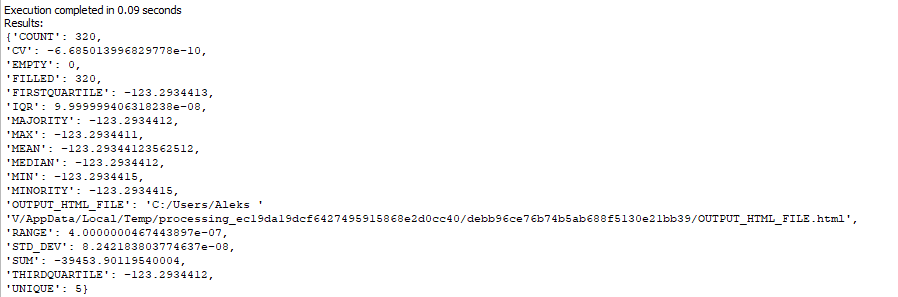 Execution completed in 0.09 seconds
Results:
{'COUNT': 320,
'CV': -6.685013996829778e-10,
'EMPTY': 0,
'FILLED': 320,
'FIRSTQUARTILE': -123.2934413,
'IQR': 9.999999406318238e-08,
'MAJORITY': -123.2934412,
'MAX': -123.2934411,
'MEAN': -123.29344123562512,
'MEDIAN': -123.2934412,
'MIN': -123.2934415,
'MINORITY': -123.2934415,
'OUTPUT_HTML_FILE': 'C:/Users/Aleks '
'V/AppData/Local/Temp/processing_ec19da19dcf6427495915868e2d0cc40/debb96ce76b74b5ab688f5130e21bb39/OUTPUT_HTML_FILE.html',
'RANGE': 4.0000000467443897e-07,
'STD_DEV': 8.242183803774637e-08,
'SUM': -39453.90119540004,
'THIRDQUARTILE': -123.2934412,
'UNIQUE': 5}